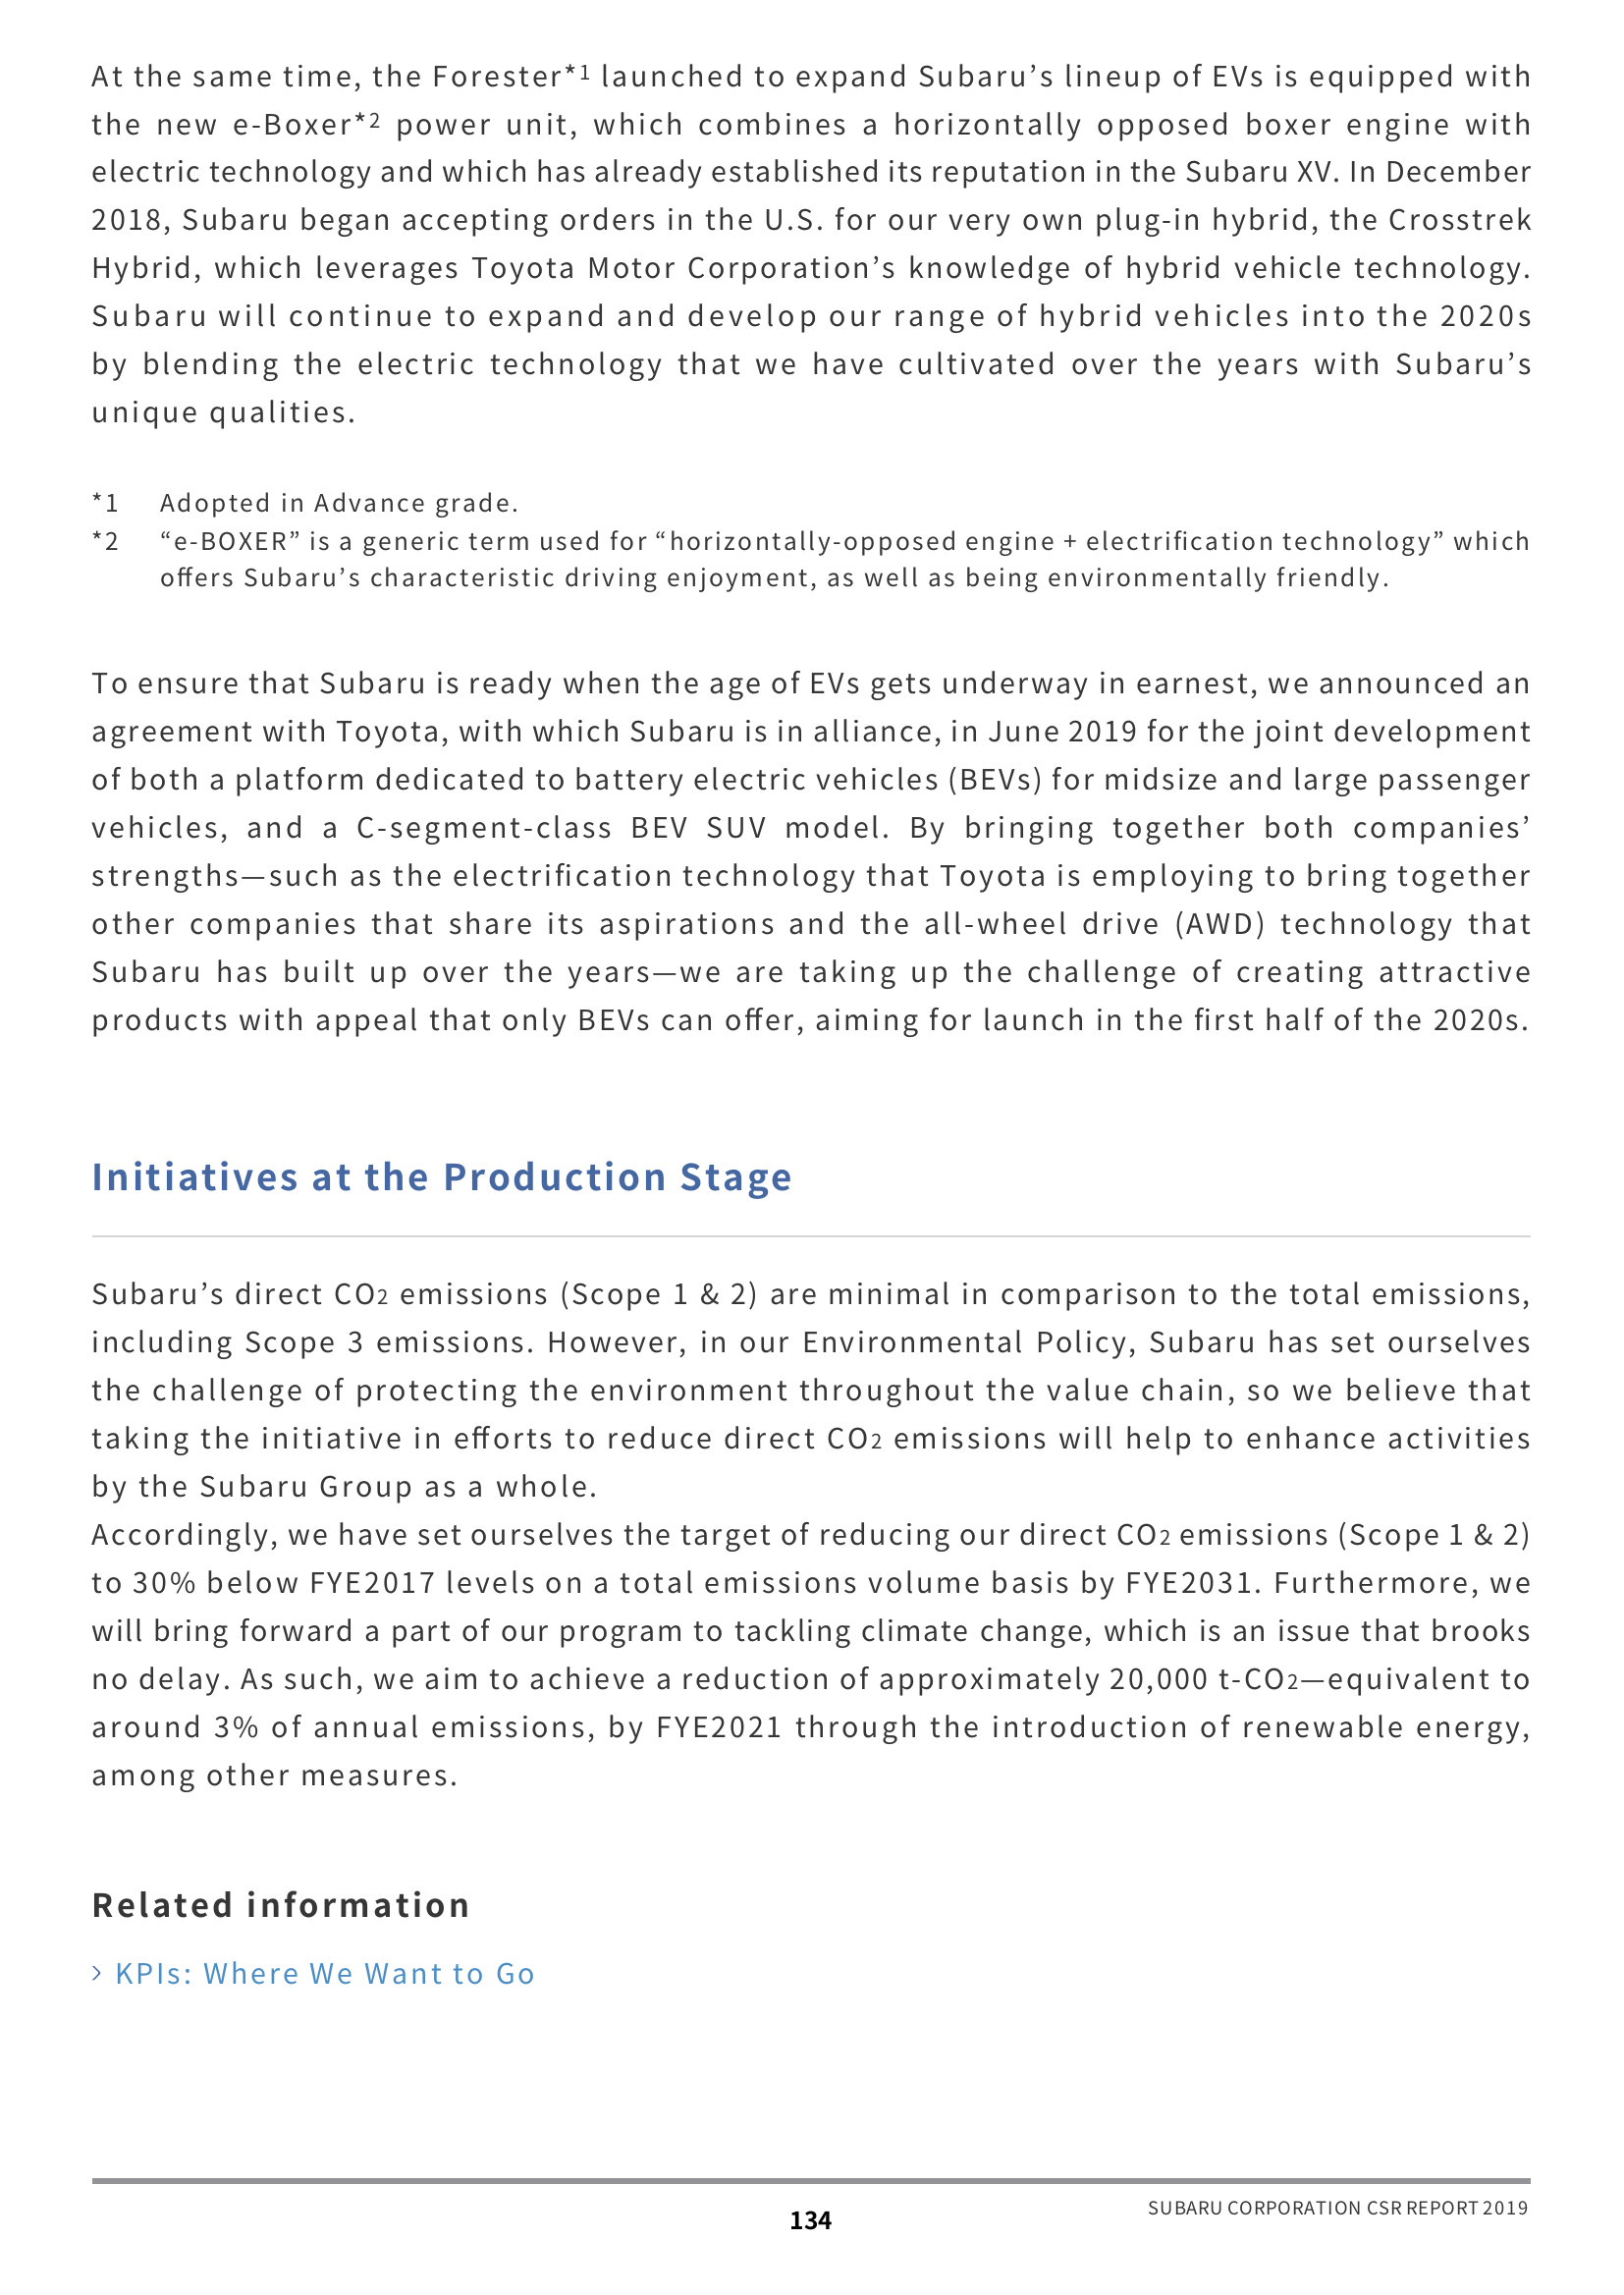 At the same time, the Forester*1 launched to expand Subaru’s lineup of EVs is equipped with
the new e-Boxer*2 power unit, which combines a horizontally opposed boxer engine with
electric technology and which has already established its reputation in the Subaru XV. In December
2018, Subaru began accepting orders in the U.S. for our very own plug-in hybrid, the Crosstrek
Hybrid, which leverages Toyota Motor Corporation’s knowledge of hybrid vehicle technology.
Subaru will continue to expand and develop our range of hybrid vehicles into the 2020s
by blending the electric technology that we have cultivated over the years with Subaru’s
unique qualities.
*1 Adopted in Advance grade.
*2 “e-BOXER” is a generic term used for “horizontally-opposed engine + electrification technology” which
offers Subaru’s characteristic driving enjoyment, as well as being environmentally friendly.
To ensure that Subaru is ready when the age of EVs gets underway in earnest, we announced an
agreement with Toyota, with which Subaru is in alliance, in June 2019 for the joint development
of both a platform dedicated to battery electric vehicles (BEVs) for midsize and large passenger
vehicles, and a C-segment-class BEV SUV model. By bringing together both companies’
strengths—such as the electrification technology that Toyota is employing to bring together
other companies that share its aspirations and the all-wheel drive (AWD) technology that
Subaru has built up over the years—we are taking up the challenge of creating attractive
products with appeal that only BEVs can offer, aiming for launch in the first half of the 2020s.
Initiatives at the Production Stage
Subaru’s direct CO2 emissions (Scope 1 & 2) are minimal in comparison to the total emissions,
including Scope 3 emissions. However, in our Environmental Policy, Subaru has set ourselves
the challenge of protecting the environment throughout the value chain, so we believe that
taking the initiative in efforts to reduce direct CO2 emissions will help to enhance activities
by the Subaru Group as a whole.
Accordingly, we have set ourselves the target of reducing our direct CO2 emissions (Scope 1 & 2)
to 30% below FYE2017 levels on a total emissions volume basis by FYE2031. Furthermore, we
will bring forward a part of our program to tackling climate change, which is an issue that brooks
no delay. As such, we aim to achieve a reduction of approximately 20,000 t-CO2—equivalent to
around 3% of annual emissions, by FYE2021 through the introduction of renewable energy,
among other measures.
Related information
> KPIs: Where We Want to Go
134
SUBARU CORPORATION CSR REPORT 2019